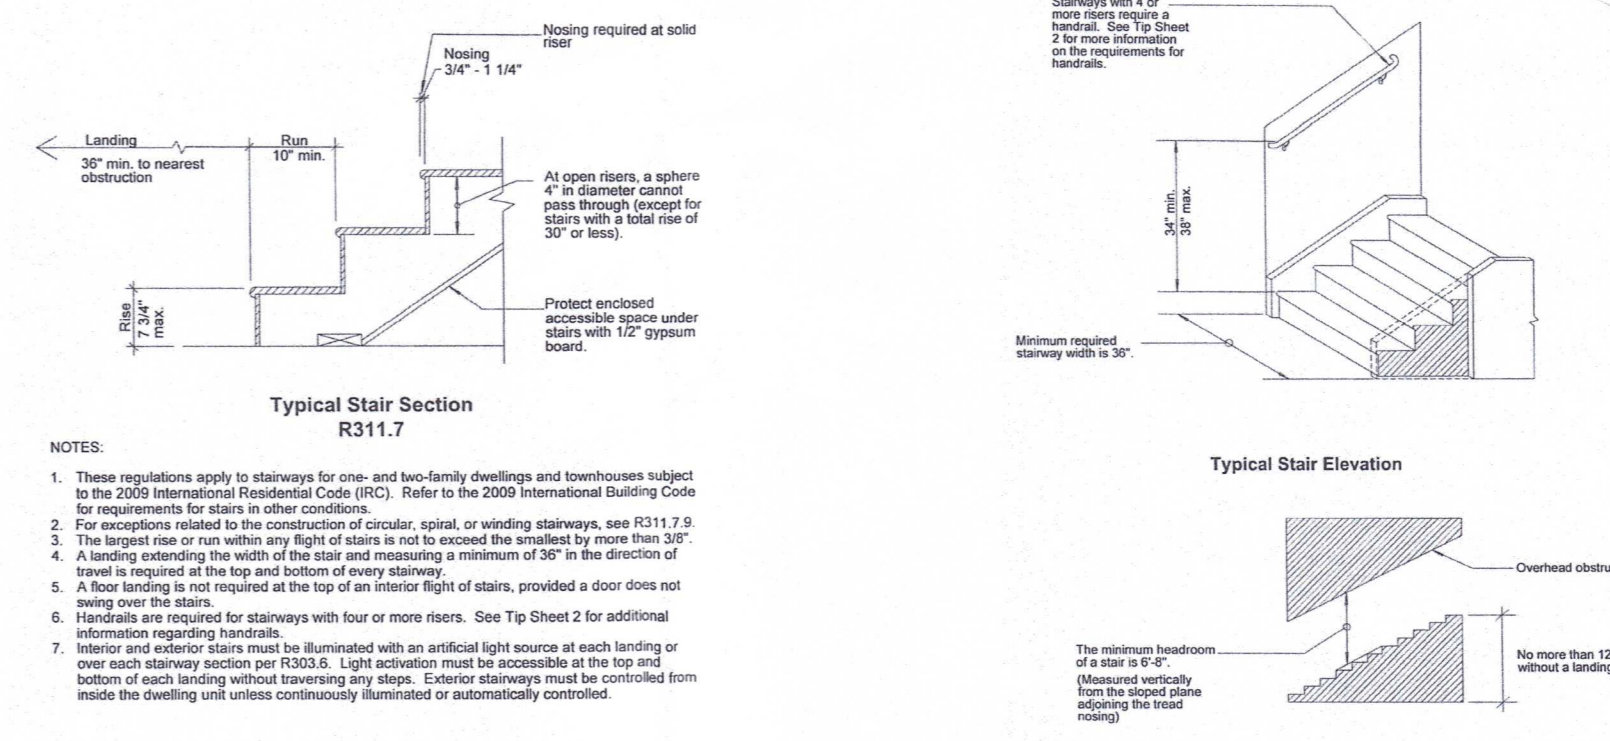 Nosing required at solid
riser
Nosing
3/4" - 1 1/4"
Landing
36" min. to nearest
obstruction
Run
10" min.
At open risers, a sphere
4" in diameter cannot
pass through (except for
stairs with a total rise of
30" or less).
Rise
7 3/4"
max.
Protect enclosed
accessible space under
stairs with 1/2" gypsum
board.
Typical Stair Section
R311.7
NOTES:
1. These regulations apply to stairways for one- and two-family dwellings and townhouses subject
to the 2009 International Residential Code (IRC). Refer to the 2009 International Building Code
for requirements for stairs in other conditions.
2. For exceptions related to the construction of circular, spiral, or winding stairways, see R311.7.9.
3. The largest rise or run within any flight of stairs is not to exceed the smallest by more than 3/8".
4. A landing extending the width of the stair and measuring a minimum of 36" in the direction of
travel is required at the top and bottom of every stairway.
5. A floor landing is not required at the top of an interior flight of stairs, provided a door does not
swing over the stairs.
6. Handrails are required for stairways with four or more risers. See Tip Sheet 2 for additional
information regarding handrails.
7. Interior and exterior stairs must be illuminated with an artificial light source at each landing or
over each stairway section per R303.6. Light activation must be accessible at the top and
bottom of each landing without traversing any steps. Exterior stairways must be controlled from
inside the dwelling unit unless continuously illuminated or automatically controlled.
Stairways with 4 or
more risers require a
handrail. See Tip Sheet
2 for more information
on the requirements for
handrails.
34" min.
38" max.
Minimum required
stairway width is 36".
Typical Stair Elevation
Overhead obstru
The minimum headroom
of a stair is 6'-8".
(Measured vertically
from the sloped plane
adjoining the tread
nosing)
No more than 12
without a landing